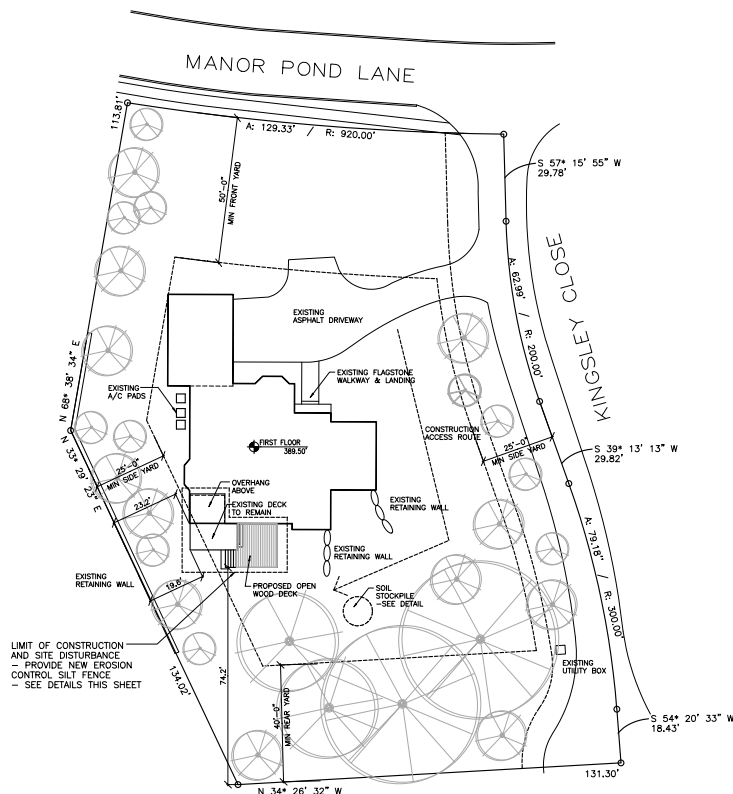 MANOR POND LANE
113.81'
A: 129.33' / R: 920.00'
S 57* 15' 55" W
29.78'
50'-0"
MIN FRONT YARD
A: 62.99' / R: 200.00'
KINGSLEY CLOSE
EXISTING
ASPHALT DRIVEWAY
N 68* 38' 34" E
EXISTING
A/C PADS
EXISTING FLAGSTONE
WALKWAY & LANDING
CONSTRUCTION
ACCESS ROUTE
25'-0"
MIN SIDE YARD
S 39* 13' 13" W
29.82'
FIRST FLOOR
389.50'
N 33* 29' 23" E
25'-0"
MIN SIDE YARD
OVERHANG
ABOVE
EXISTING DECK
TO REMAIN
23.2'
EXISTING
RETAINING WALL
A: 79.18" / R: 300.00'
EXISTING
RETAINING WALL
EXISTING
RETAINING WALL
19.8'
PROPOSED OPEN
WOOD DECK
SOIL
STOCKPILE
-SEE DETAIL
LIMIT OF CONSTRUCTION
AND SITE DISTURBANCE
- PROVIDE NEW EROSION
CONTROL SILT FENCE
- SEE DETAILS THIS SHEET
134.02'
74.2'
40'-0"
MIN REAR YARD
EXISTING
UTILITY BOX
S 54* 20' 33" W
18.43'
131.30'
N 34* 26' 32" W